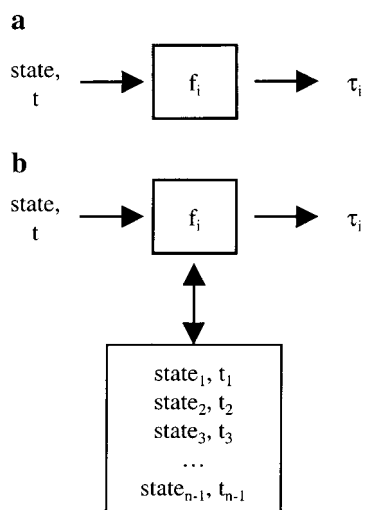 a
state,
t
fᵢ
τᵢ
b
state,
t
fᵢ
τᵢ
state₁, t₁
state₂, t₂
state₃, t₃
...
stateₙ₋₁, tₙ₋₁